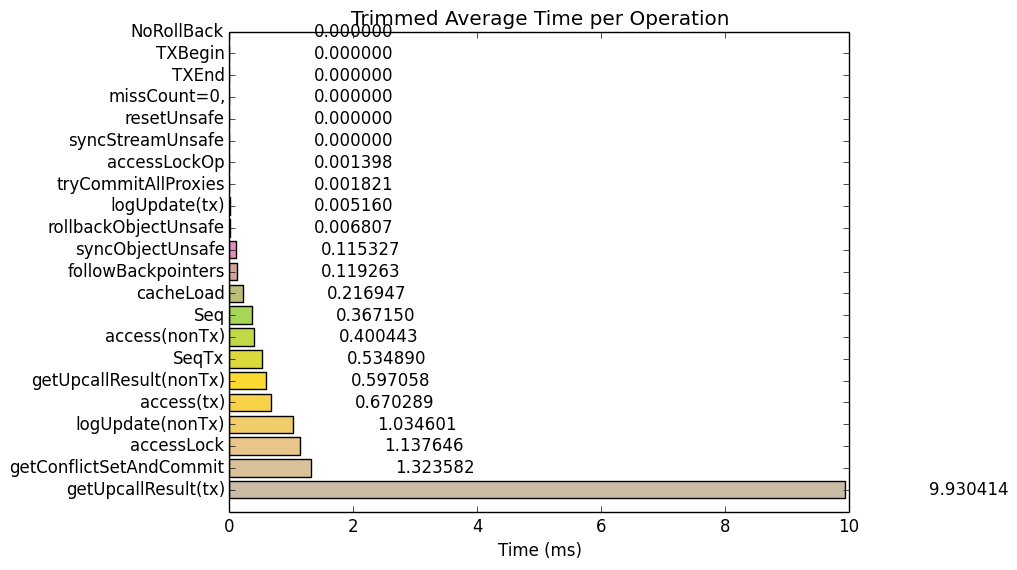 Trimmed Average Time per Operation
NoRollBack 0.000000
TXBegin 0.000000
TXEnd 0.000000
missCount=0, 0.000000
resetUnsafe 0.000000
syncStreamUnsafe 0.000000
accessLockOp 0.001398
tryCommitAllProxies 0.001821
logUpdate(tx) 0.005160
rollbackObjectUnsafe 0.006807
syncObjectUnsafe 0.115327
followBackpointers 0.119263
cacheLoad 0.216947
Seq 0.367150
access(nonTx) 0.400443
SeqTx 0.534890
getUpcallResult(nonTx) 0.597058
access(tx) 0.670289
logUpdate(nonTx) 1.034601
accessLock 1.137646
getConflictSetAndCommit 1.323582
getUpcallResult(tx) 9.930414
0 2 4 6 8 10
Time (ms)